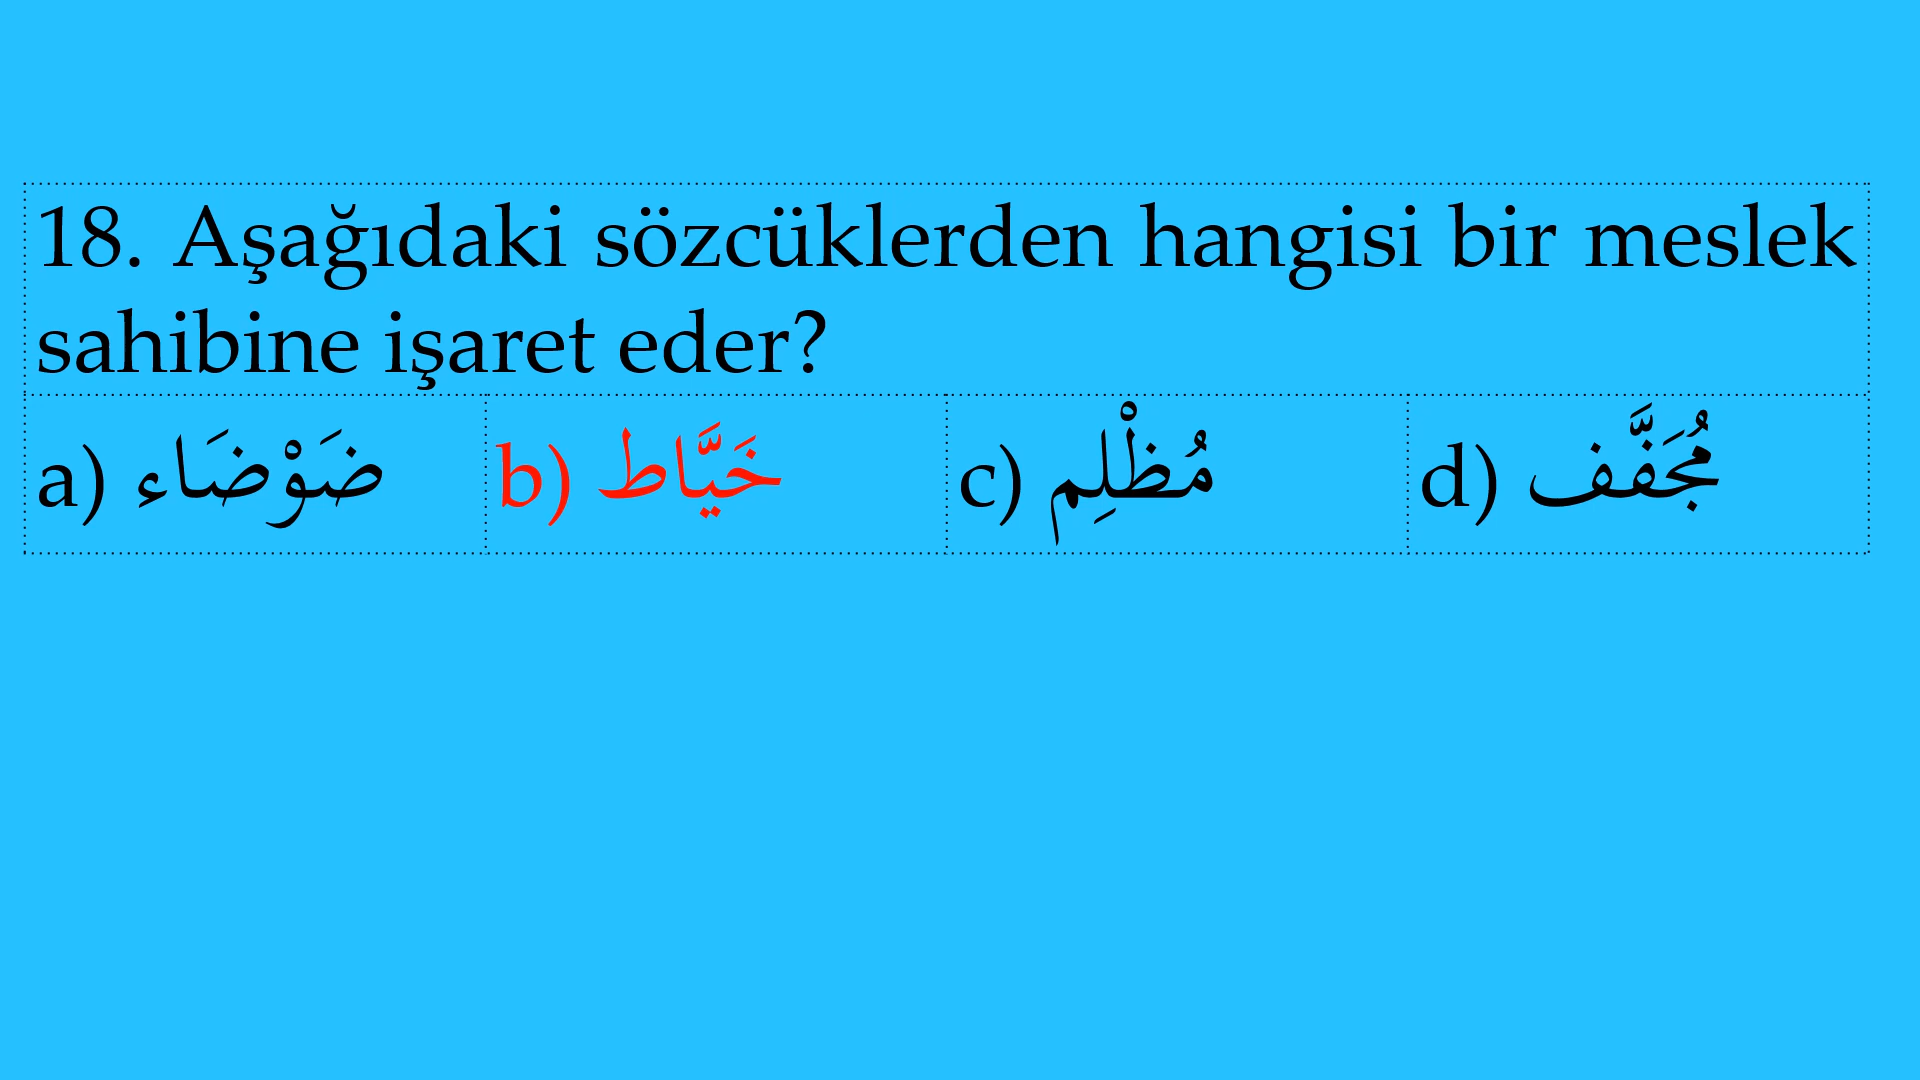 18. Aşağıdaki sözcüklerden hangisi bir meslek
sahibine işaret eder?
a) ضَوْضَاء b) خَيَّاط c) مُظْلِم d) مُجَفَّف